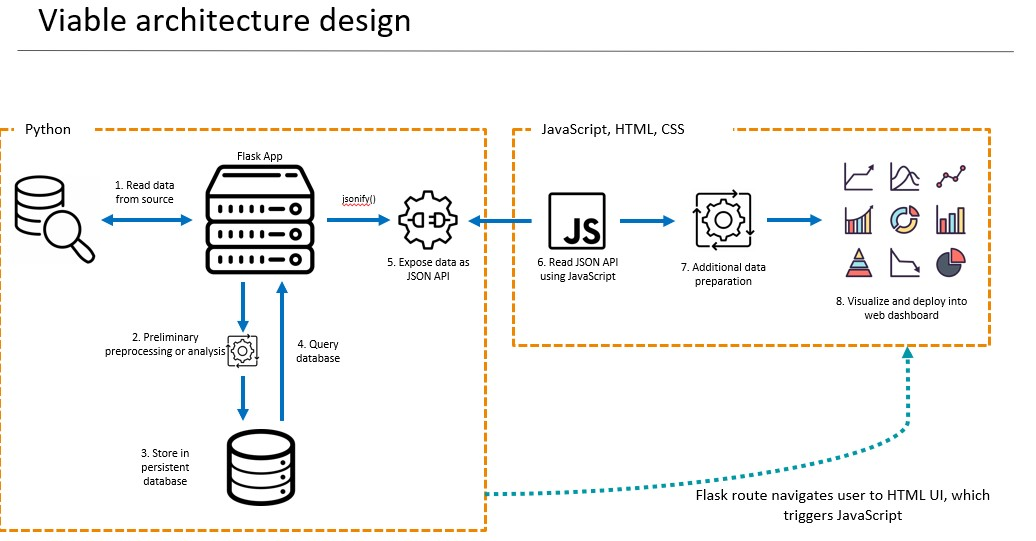 Viable architecture design
Python
JavaScript, HTML, CSS
Flask App
1. Read data
from source
jsonify()
5. Expose data as
JSON API
2. Preliminary
preprocessing or analysis
4. Query
database
3. Store in
persistent
database
JS
6. Read JSON API
using JavaScript
7. Additional data
preparation
8. Visualize and deploy into
web dashboard
Flask route navigates user to HTML UI, which
triggers JavaScript